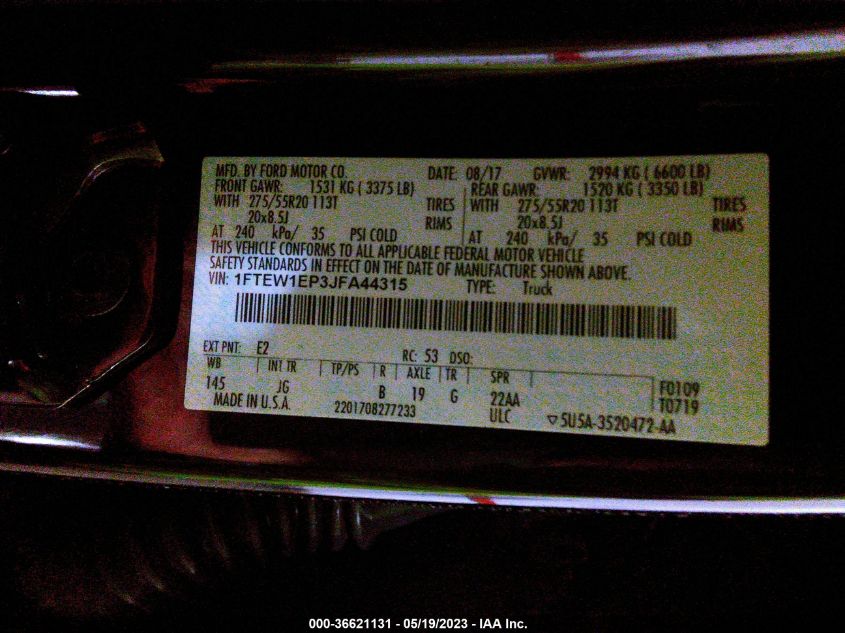 MFD. BY FORD MOTOR CO. DATE: 08/17 GVWR: 2994 KG ( 6600 LB)
FRONT GAWR: 1531 KG ( 3375 LB) REAR GAWR: 1520 KG ( 3350 LB)
WITH 275/55R20 113T TIRES WITH 275/55R20 113T TIRES
20x8.5J RIMS 20x8.5J RIMS
AT 240 kPa/ 35 PSI COLD AT 240 kPa/ 35 PSI COLD
THIS VEHICLE CONFORMS TO ALL APPLICABLE FEDERAL MOTOR VEHICLE
SAFETY STANDARDS IN EFFECT ON THE DATE OF MANUFACTURE SHOWN ABOVE.
VIN: 1FTEW1EP3JFA44315 TYPE: Truck
EXT PNT: E2 RC: 53 DSO:
WB INT TR TP/PS R AXLE TR SPR F0109
145 JG B 19 G 22AA T0719
MADE IN U.S.A. 2201708277233 ULC ▽5U5A-3520472-AA
000-36621131 - 05/19/2023 - IAA Inc.